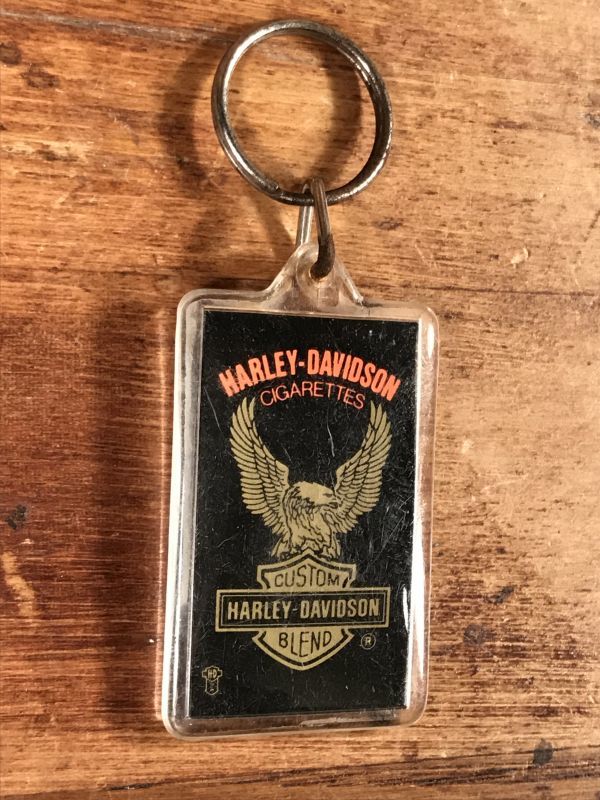 HARLEY-DAVIDSON
CIGARETTES
CUSTOM
HARLEY-DAVIDSON
BLEND
®
H-D